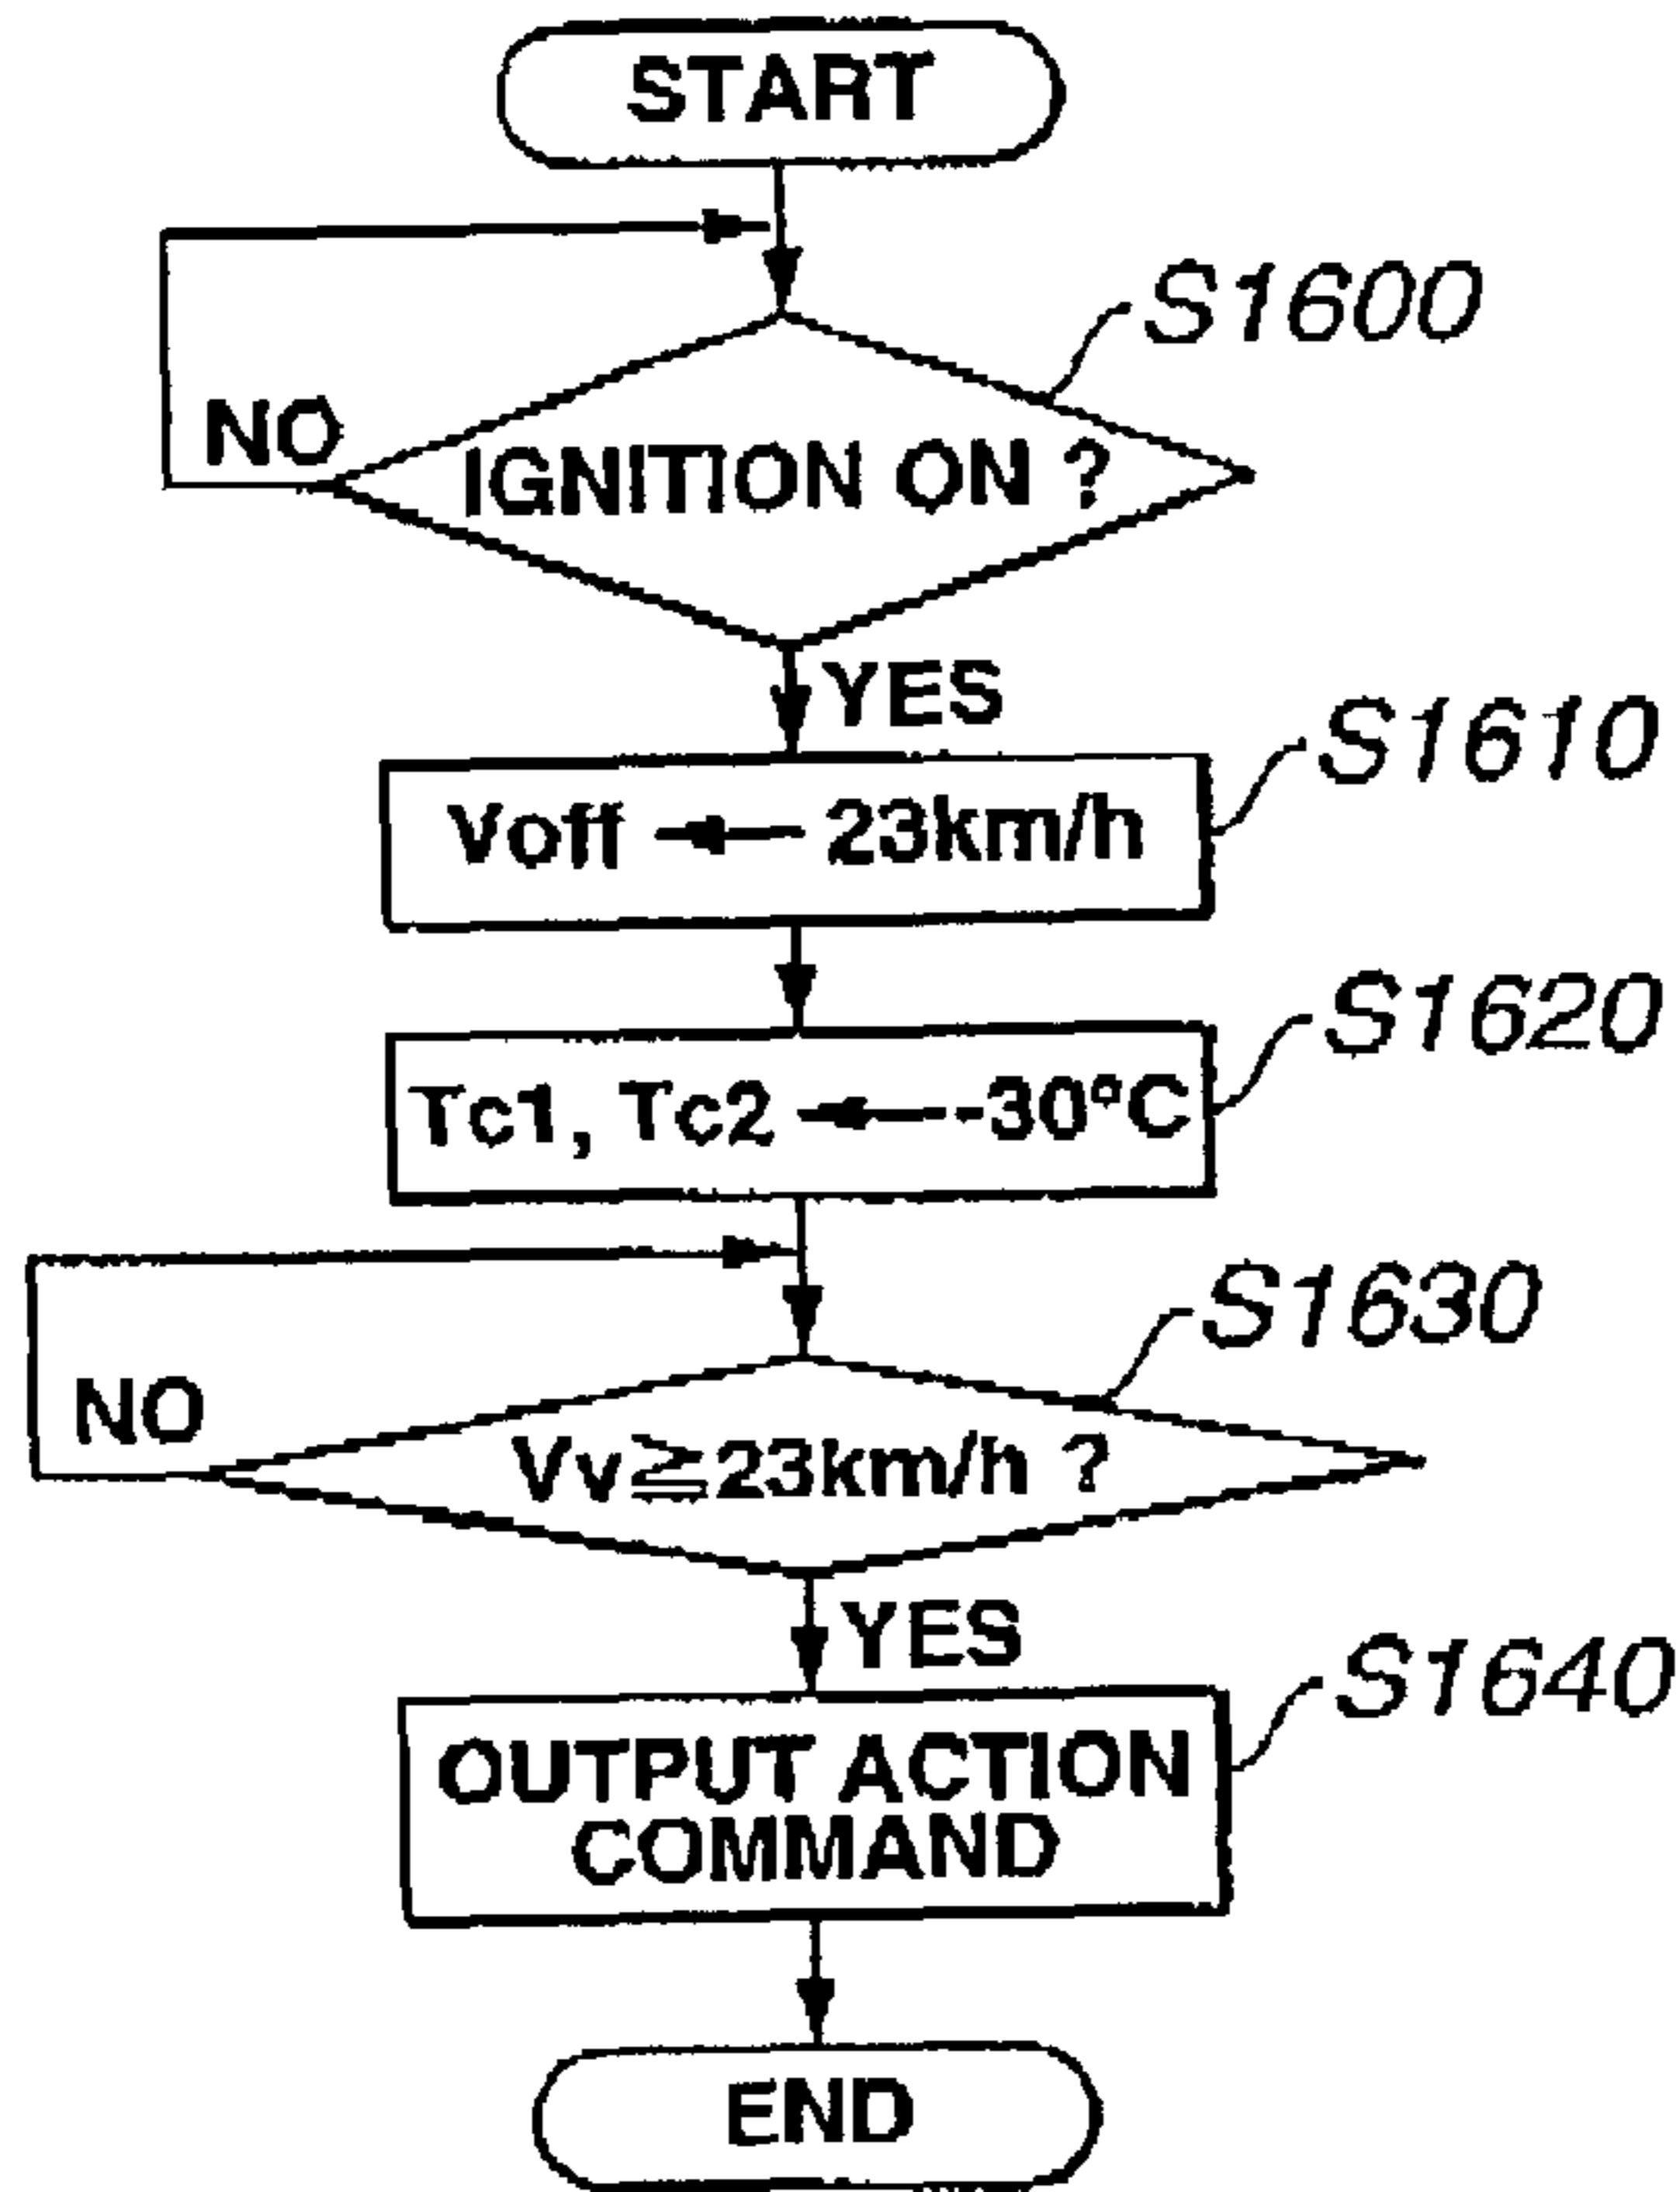 START
S1600
NO
IGNITION ON ?
YES
S1610
Voff ← 23km/h
S1620
Tc1, Tc2 ← -30°C
S1630
NO
Vv≧23km/h ?
YES
S1640
OUTPUT ACTION
COMMAND
END